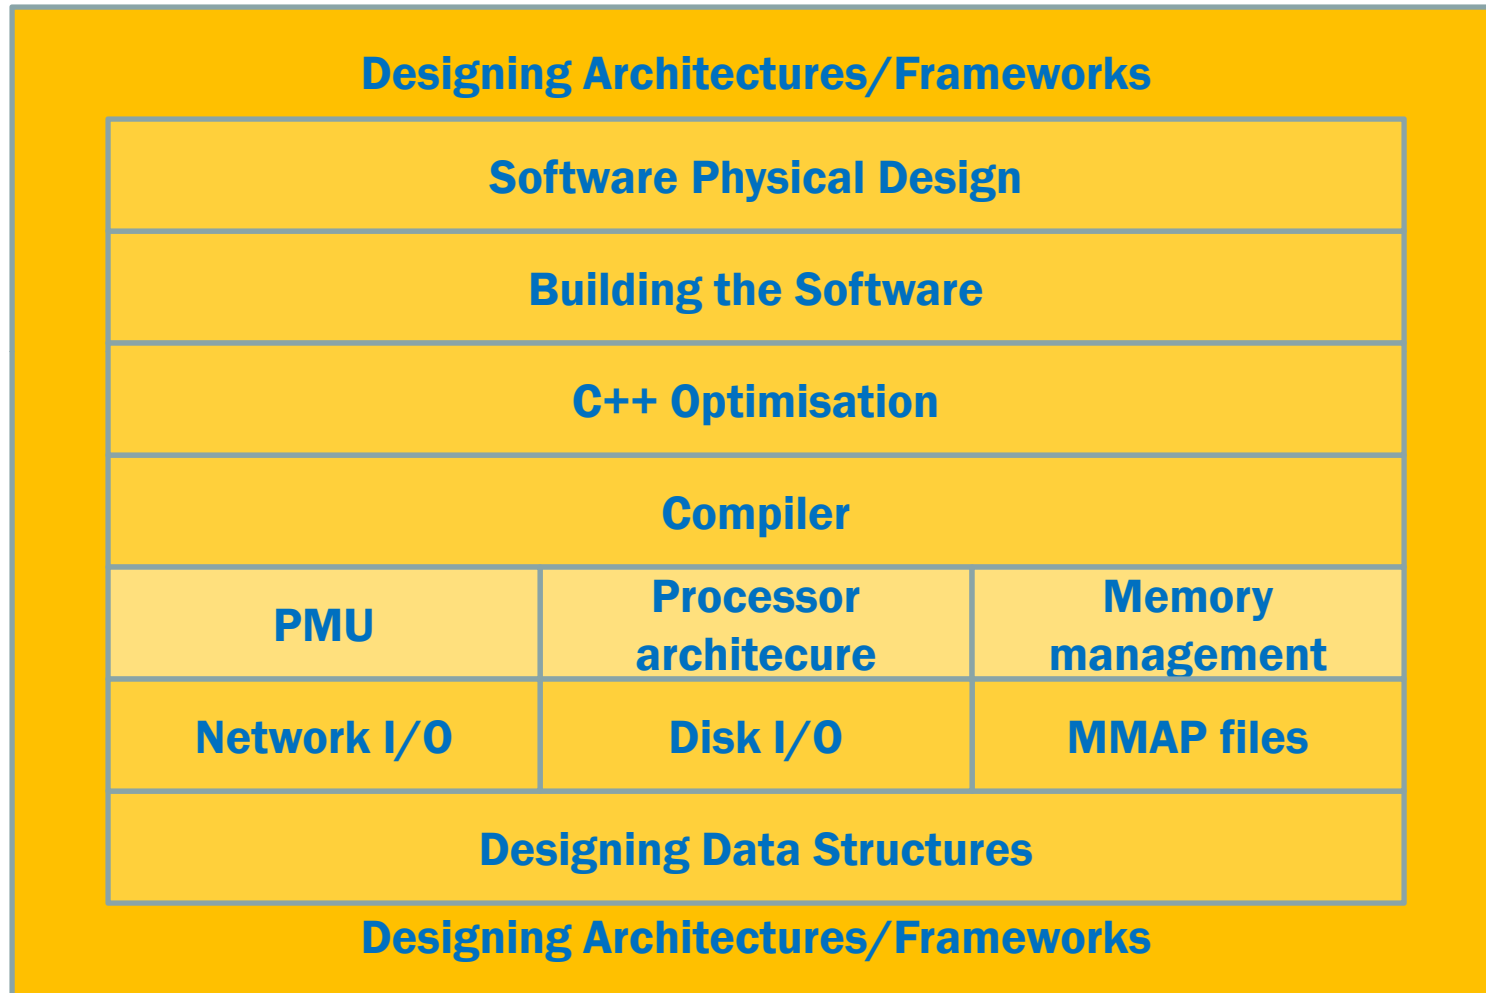 Designing Architectures/Frameworks
Software Physical Design
Building the Software
C++ Optimisation
Compiler
PMU
Processor
architecure
Memory
management
Network I/O
Disk I/O
MMAP files
Designing Data Structures
Designing Architectures/Frameworks